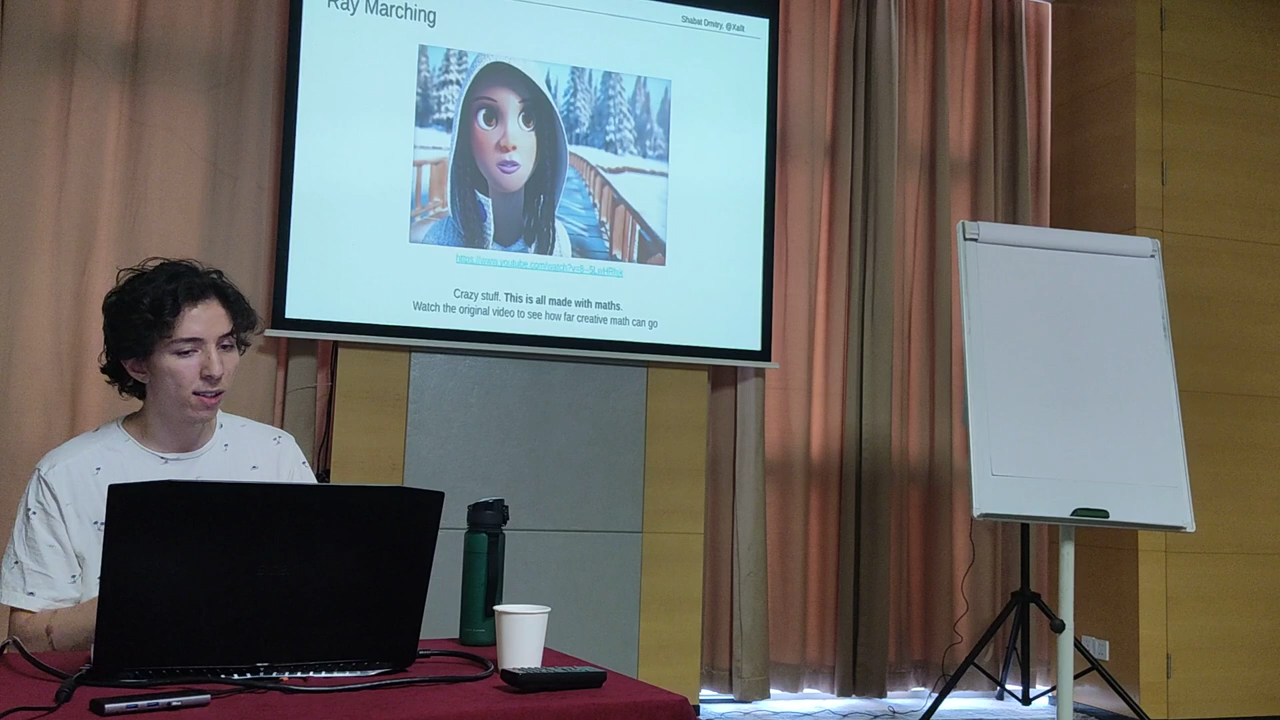 Ray Marching
Shabat Dmitry, @Xallt
Crazy stuff. This is all made with maths.
Watch the original video to see how far creative math can go